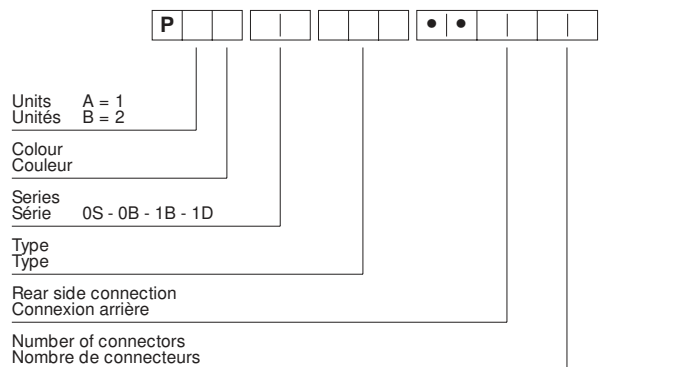 P • •
Units A = 1
Unités B = 2
Colour
Couleur
Series
Série 0S - 0B - 1B - 1D
Type
Type
Rear side connection
Connexion arrière
Number of connectors
Nombre de connecteurs